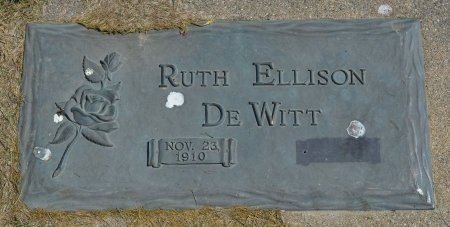 RUTH ELLISON
DE WITT
NOV. 23,
1910